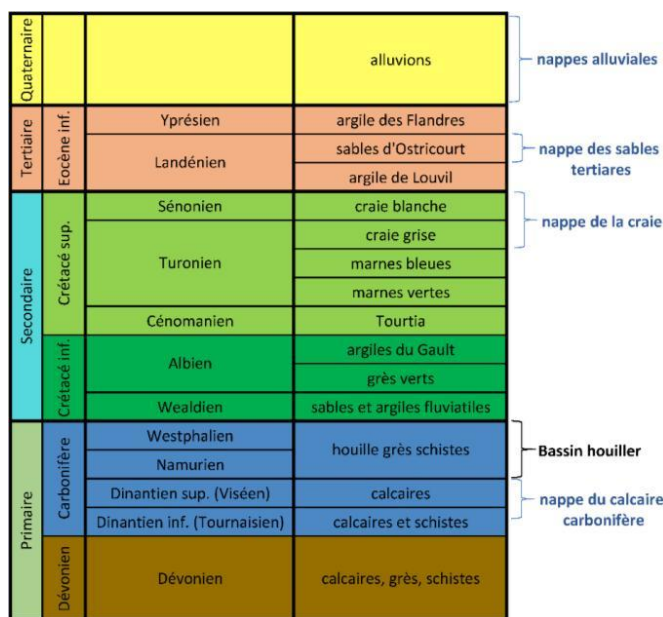 Quaternaire
alluvions
nappes alluviales
Tertiaire
Eocène inf.
Yprésien
argile des Flandres
Landénien
sables d'Ostricourt
argile de Louvil
nappe des sables
tertiares
Secondaire
Crétacé sup.
Sénonien
craie blanche
nappe de la craie
Turonien
craie grise
marnes bleues
marnes vertes
Cénomanien
Tourtia
Crétacé inf.
Albien
argiles du Gault
grès verts
Wealdien
sables et argiles fluviatiles
Primaire
Carbonifère
Westphalien
Namurien
houille grès schistes
Bassin houiller
Dinantien sup. (Viséen)
calcaires
Dinantien inf. (Tournaisien)
calcaires et schistes
nappe du calcaire
carbonifère
Dévonien
Dévonien
calcaires, grès, schistes